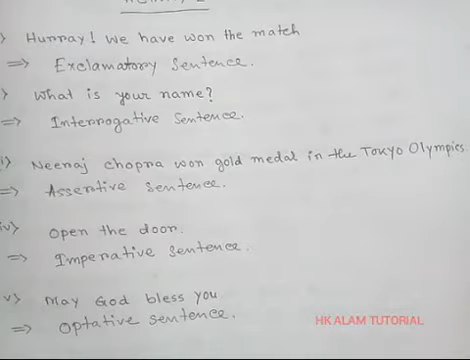 ) Hurray! We have won the match
=> Exclamatory sentence.
) What is your name?
=> Interrogative sentence.
i) Neeraj chopra won gold medal in the Tokyo Olympics.
=> Assertive sentence.
iv) Open the door.
=> Imperative sentence.
v) May God bless you
=> Optative sentence.
HK ALAM TUTORIAL